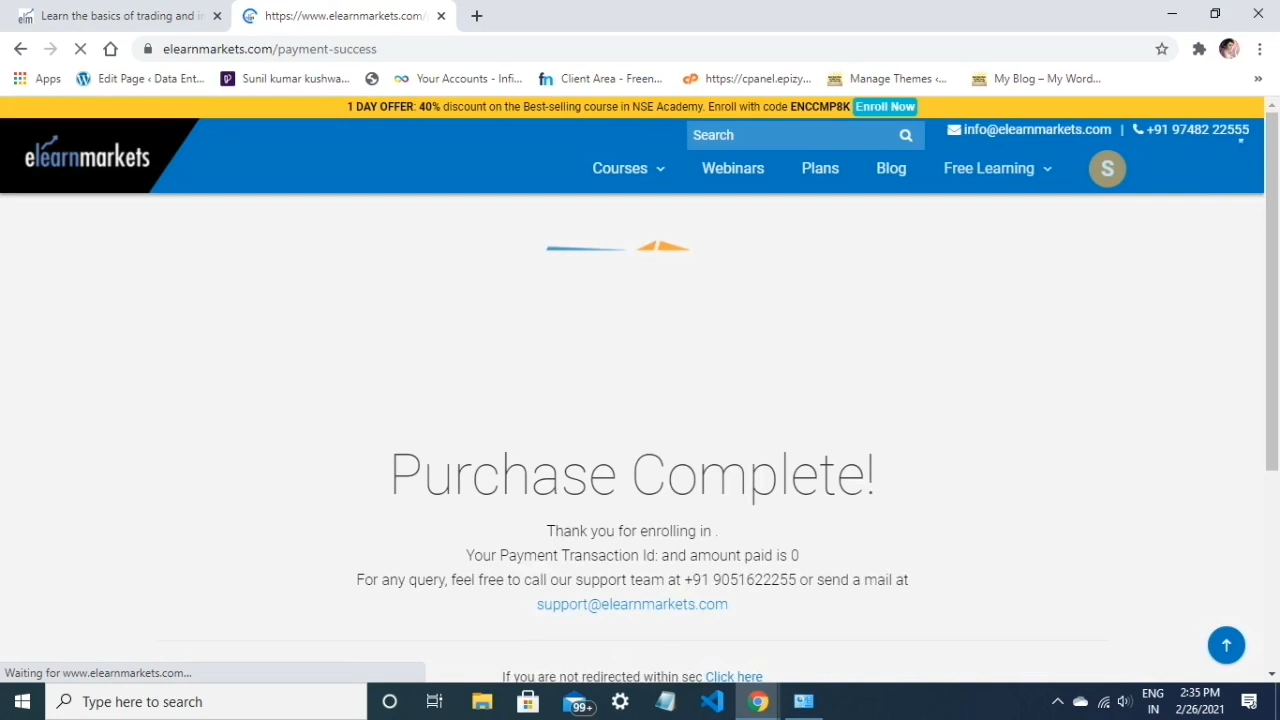 Learn the basics of trading and in
https://www.elearnmarkets.com/
elearnmarkets.com/payment-success
Apps
Edit Page ‹ Data Ent...
Sunil kumar kushwa...
Your Accounts - Infi...
Client Area - Freen...
https://cpanel.epizy...
Manage Themes ‹...
My Blog – My Word...
»
1 DAY OFFER: 40% discount on the Best-selling course in NSE Academy. Enroll with code ENCCMP8K Enroll Now
elearnmarkets
Search
info@elearnmarkets.com | +91 97482 22555
Courses Webinars Plans Blog Free Learning S
Purchase Complete!
Thank you for enrolling in .
Your Payment Transaction Id: and amount paid is 0
For any query, feel free to call our support team at +91 9051622255 or send a mail at
support@elearnmarkets.com
If you are not redirected within sec Click here
Waiting for www.elearnmarkets.com...
Type here to search
99+
ENG
IN
2:35 PM
2/26/2021